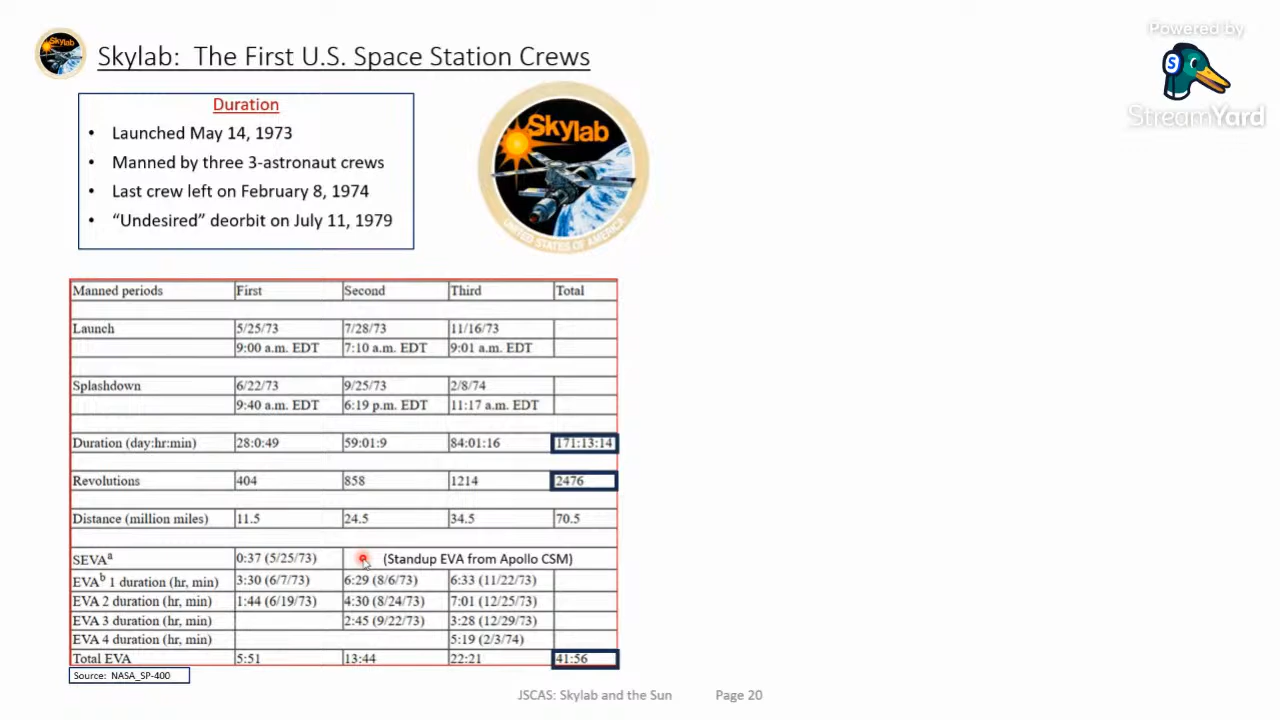 Powered by
StreamYard
Skylab: The First U.S. Space Station Crews
Duration
• Launched May 14, 1973
• Manned by three 3-astronaut crews
• Last crew left on February 8, 1974
• “Undesired” deorbit on July 11, 1979
Skylab
UNITED STATES OF AMERICA
Manned periods First Second Third Total
Launch 5/25/73 7/28/73 11/16/73
9:00 a.m. EDT 7:10 a.m. EDT 9:01 a.m. EDT
Splashdown 6/22/73 9/25/73 2/8/74
9:40 a.m. EDT 6:19 p.m. EDT 11:17 a.m. EDT
Duration (day:hr:min) 28:0:49 59:01:9 84:01:16 171:13:14
Revolutions 404 858 1214 2476
Distance (million miles) 11.5 24.5 34.5 70.5
SEVAa 0:37 (5/25/73) (Standup EVA from Apollo CSM)
EVAb 1 duration (hr, min) 3:30 (6/7/73) 6:29 (8/6/73) 6:33 (11/22/73)
EVA 2 duration (hr, min) 1:44 (6/19/73) 4:30 (8/24/73) 7:01 (12/25/73)
EVA 3 duration (hr, min) 2:45 (9/22/73) 3:28 (12/29/73)
EVA 4 duration (hr, min) 5:19 (2/3/74)
Total EVA 5:51 13:44 22:21 41:56
Source: NASA_SP-400
JSCAS: Skylab and the Sun Page 20